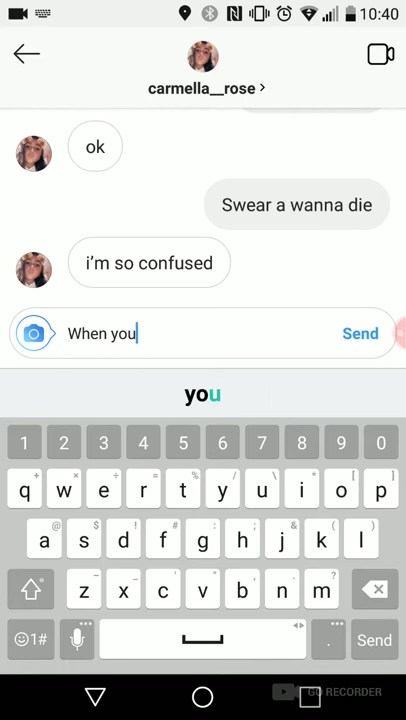 10:40
carmella__rose >
ok
Swear a wanna die
i'm so confused
When you
Send
you
1 2 3 4 5 6 7 8 9 0
+ × ÷ = % / \ * [ ]
q w e r t y u i o p
@ $ ! # : ; & ( )
a s d f g h j k l
z x c v b n m ?
☺1# . Send
GO RECORDER